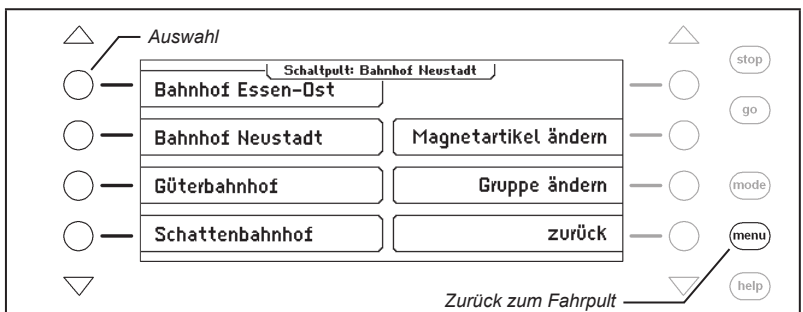 Auswahl
stop
Schaltpult: Bahnhof Neustadt
Bahnhof Essen-Ost
go
Bahnhof Neustadt
Magnetartikel ändern
Güterbahnhof
Gruppe ändern
mode
Schattenbahnhof
zurück
menu
help
Zurück zum Fahrpult